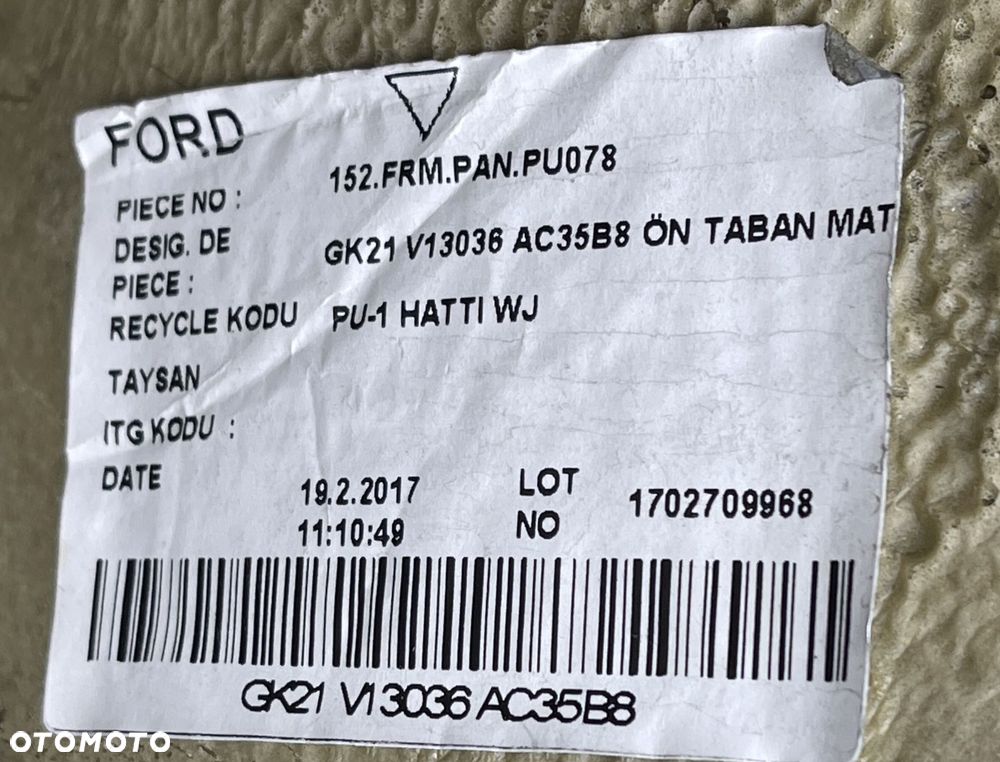 FORD
PIECE NO : 152.FRM.PAN.PU078
DESIG. DE PIECE : GK21 V13036 AC35B8 ÖN TABAN MAT
RECYCLE KODU PU-1 HATTI WJ
TAYSAN
ITG KODU :
DATE 19.2.2017 11:10:49 LOT NO 1702709968
GK21 V13036 AC35B8
OTOMOTO